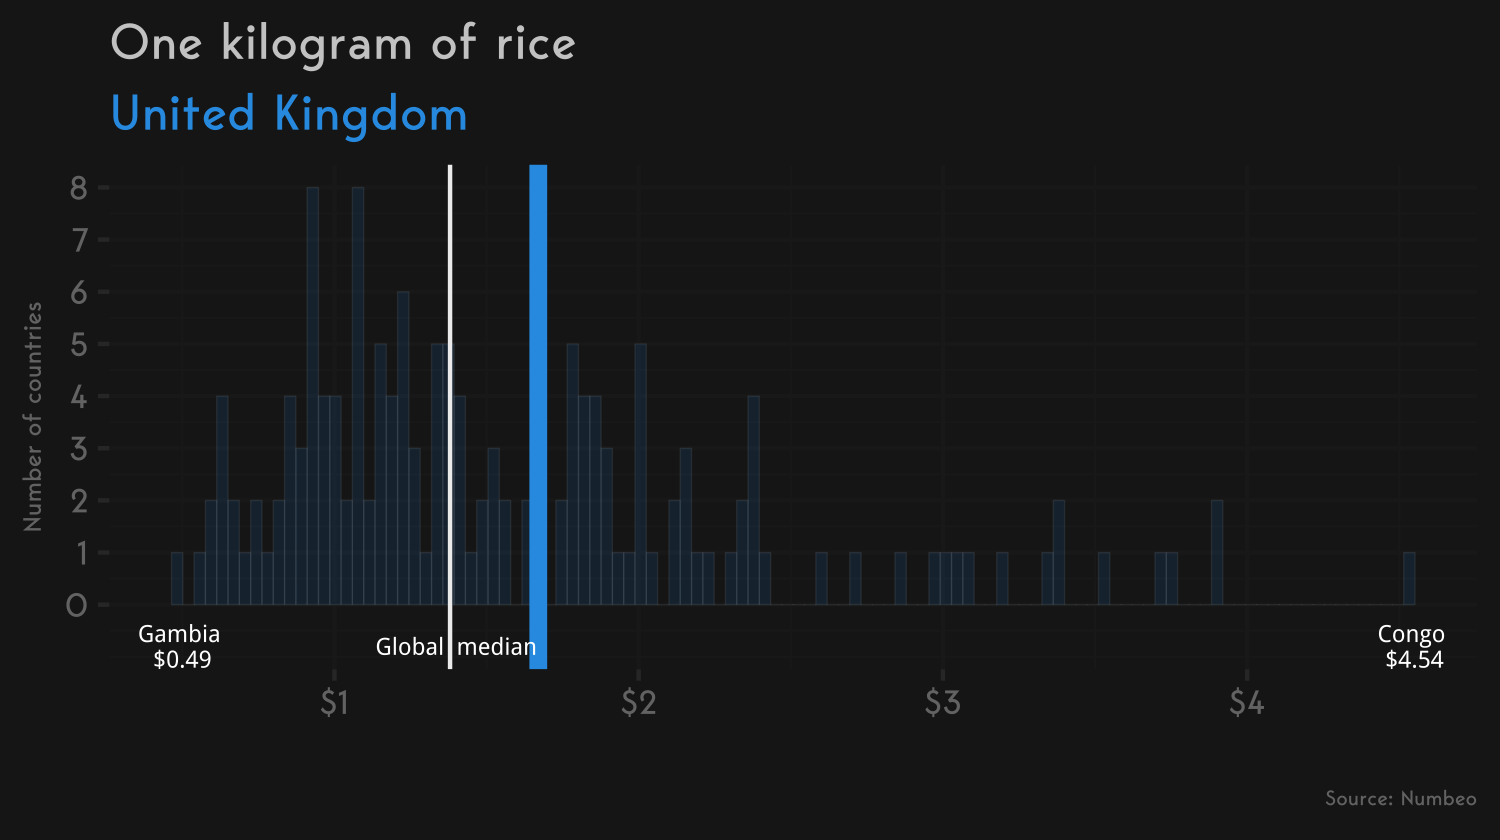 One kilogram of rice
United Kingdom
Number of countries
8
7
6
5
4
3
2
1
0
Gambia
$0.49
Global median
Congo
$4.54
$1
$2
$3
$4
Source: Numbeo